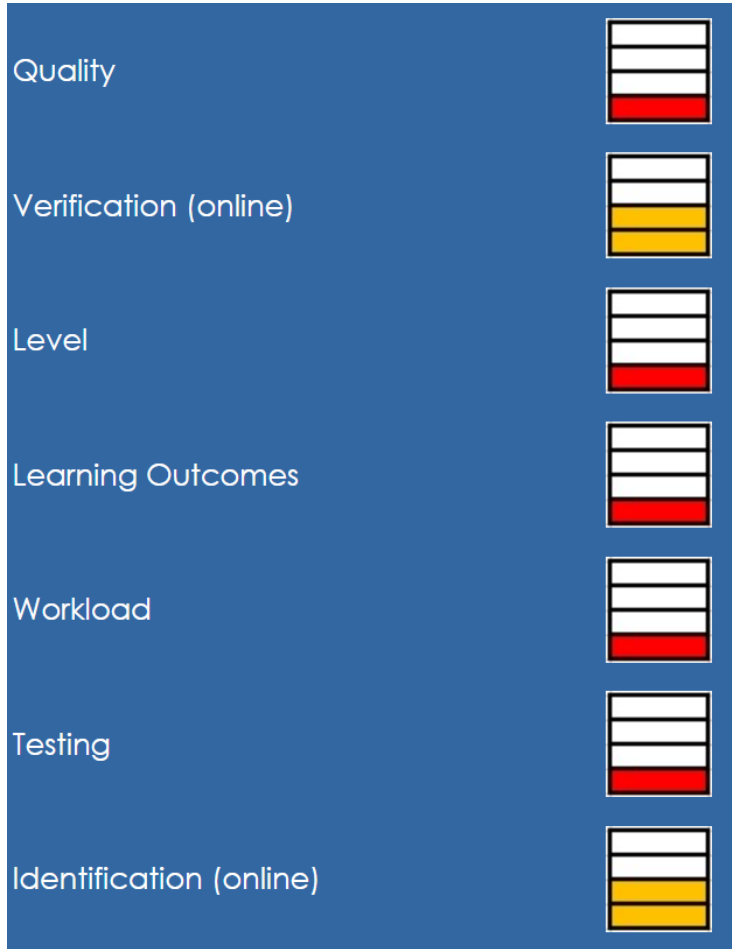 Quality
Verification (online)
Level
Learning Outcomes
Workload
Testing
Identification (online)